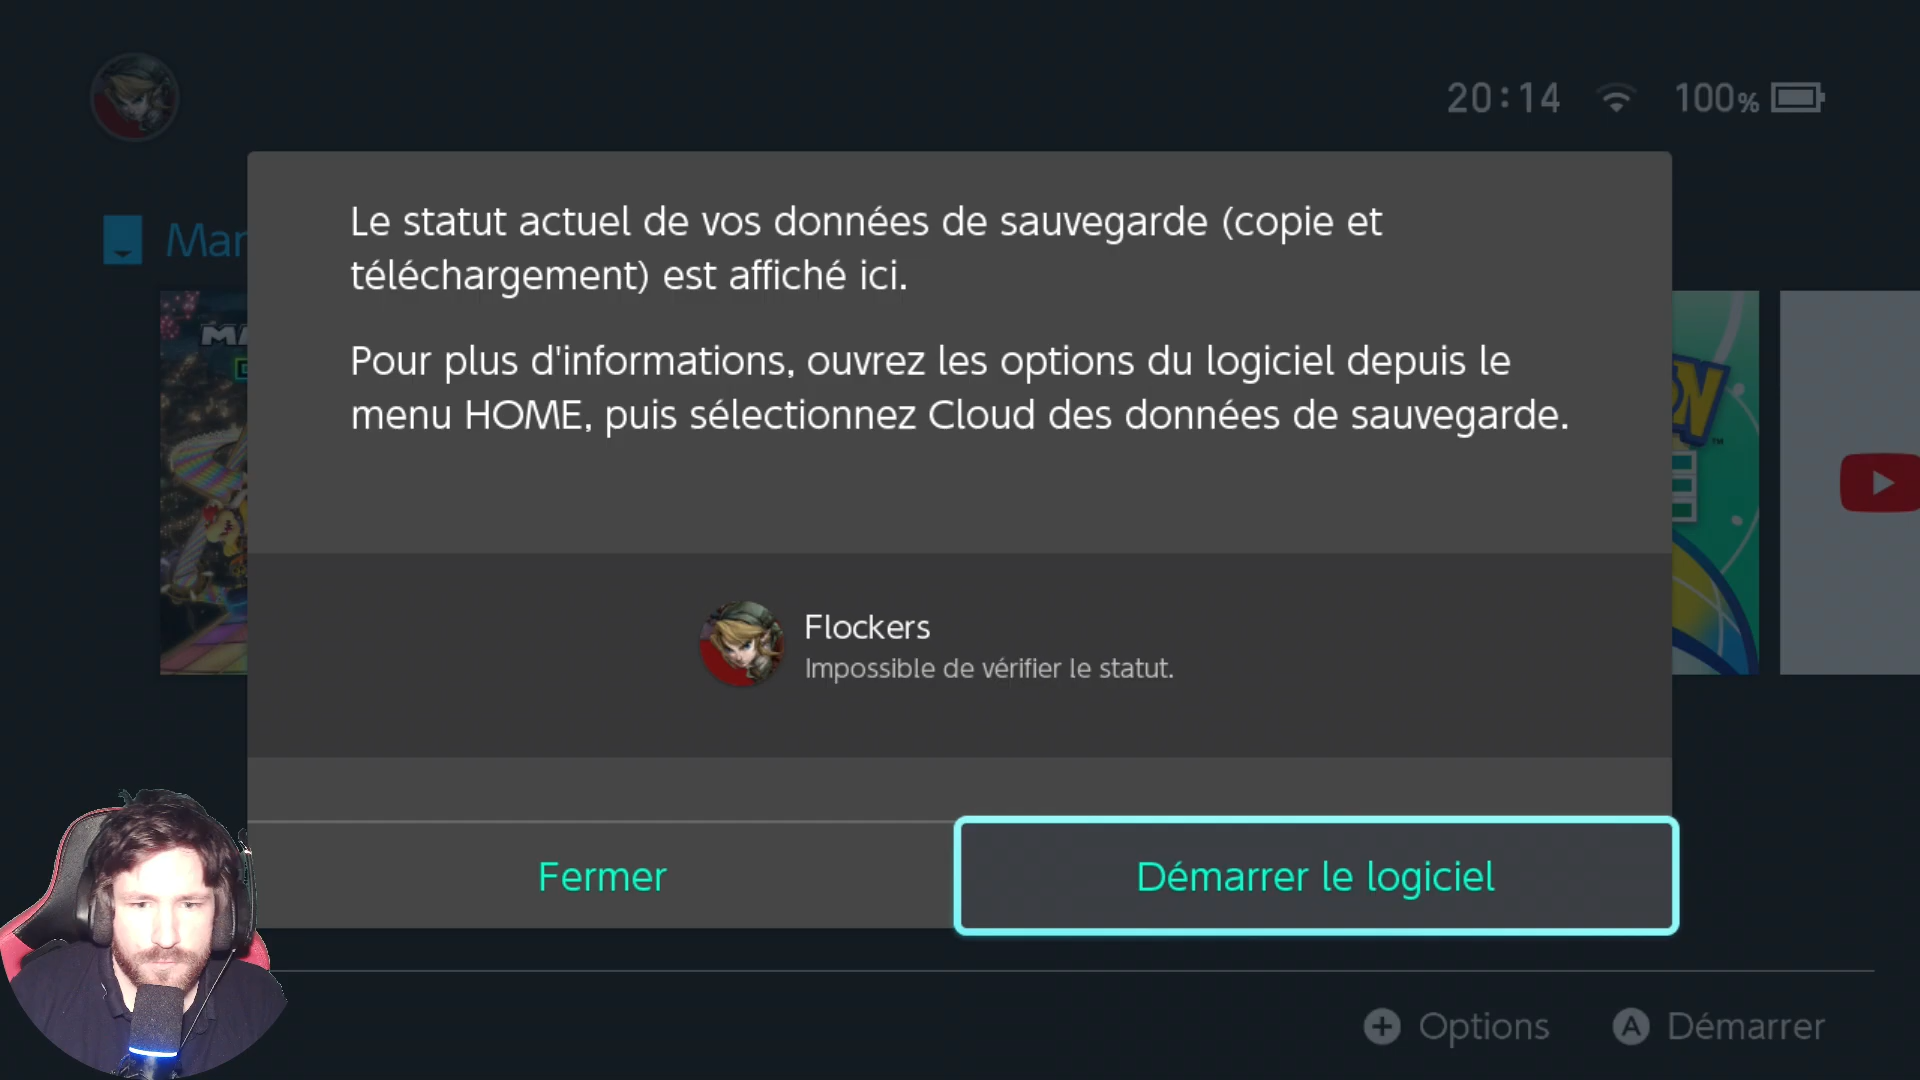 20:14
100%
Mar
MA
Le statut actuel de vos données de sauvegarde (copie et
téléchargement) est affiché ici.
Pour plus d'informations, ouvrez les options du logiciel depuis le
menu HOME, puis sélectionnez Cloud des données de sauvegarde.
ON™
Flockers
Impossible de vérifier le statut.
Fermer
Démarrer le logiciel
+ Options
A Démarrer